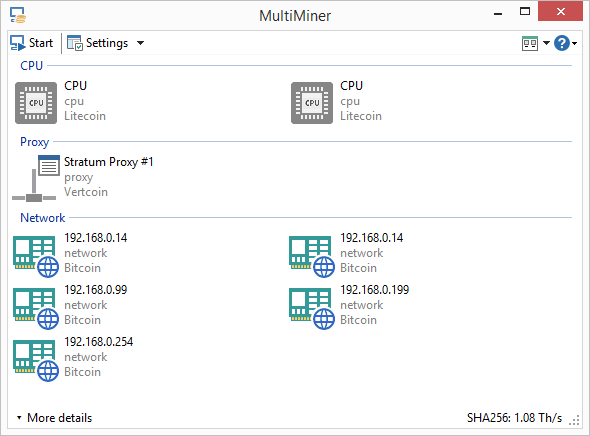 MultiMiner
Start Settings
CPU
CPU CPU
CPU
cpu
Litecoin
CPU
cpu
Litecoin
Proxy
Stratum Proxy #1
proxy
Vertcoin
Network
192.168.0.14
network
Bitcoin
192.168.0.14
network
Bitcoin
192.168.0.99
network
Bitcoin
192.168.0.199
network
Bitcoin
192.168.0.254
network
Bitcoin
More details
SHA256: 1.08 Th/s